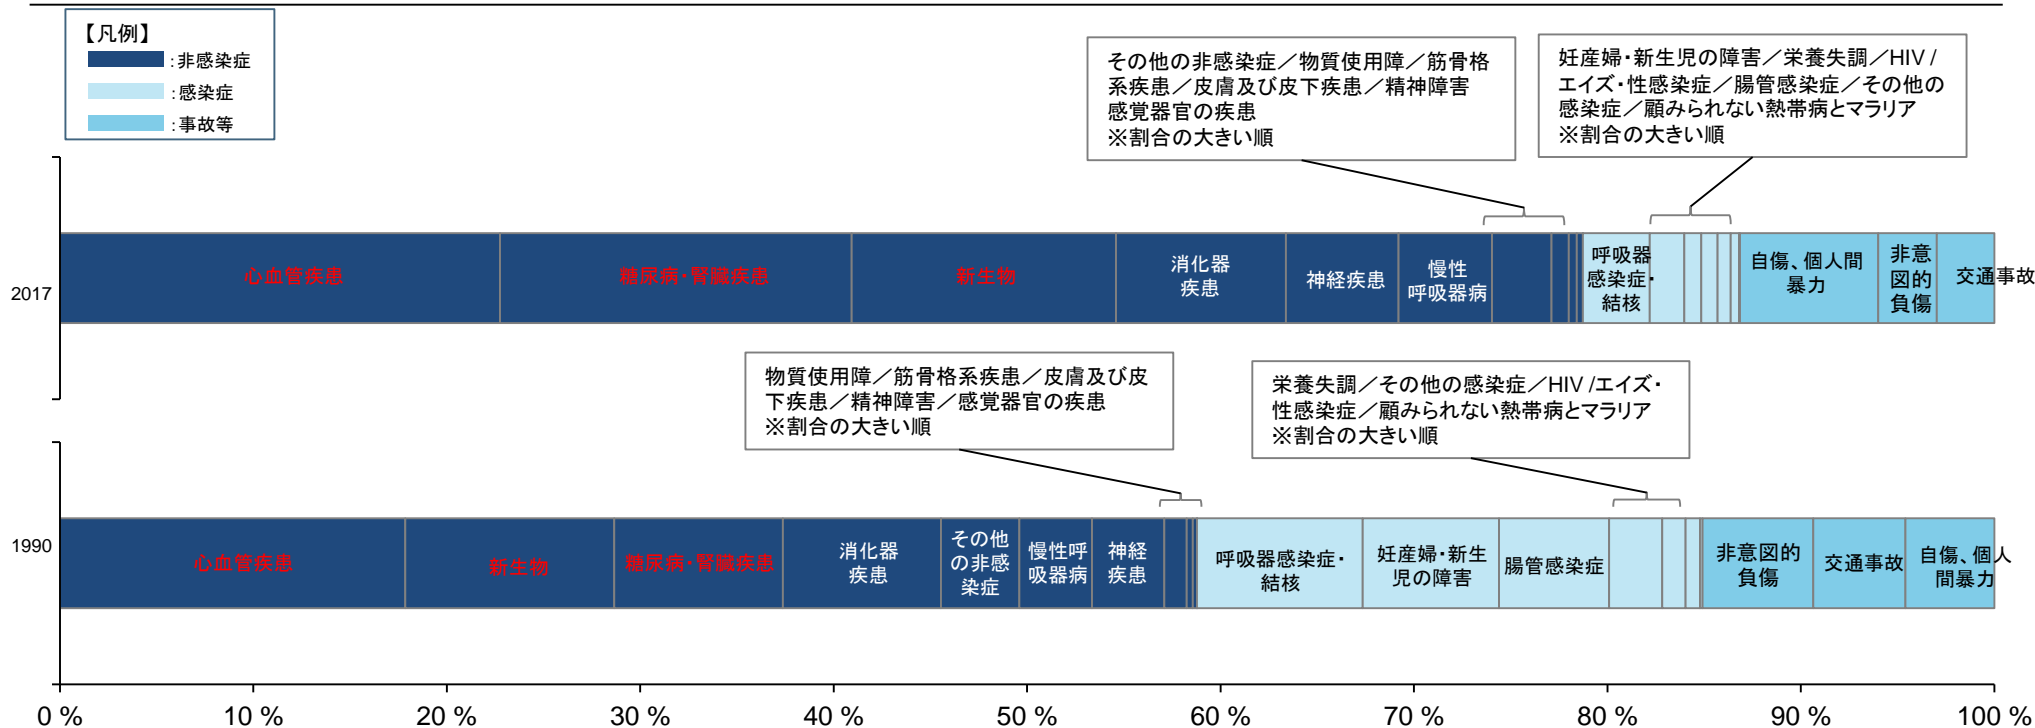 【凡例】
:非感染症
:感染症
:事故等
その他の非感染症／物質使用障／筋骨格
系疾患／皮膚及び皮下疾患／精神障害
感覚器官の疾患
※割合の大きい順
妊産婦・新生児の障害／栄養失調／HIV /
エイズ・性感染症／腸管感染症／その他の
感染症／顧みられない熱帯病とマラリア
※割合の大きい順
2017
心血管疾患
糖尿病・腎臓疾患
新生物
消化器
疾患
神経疾患
慢性
呼吸器病
呼吸器
感染症・
結核
自傷、個人間
暴力
非意
図的
負傷
交通事故
物質使用障／筋骨格系疾患／皮膚及び皮
下疾患／精神障害／感覚器官の疾患
※割合の大きい順
栄養失調／その他の感染症／HIV /エイズ・
性感染症／顧みられない熱帯病とマラリア
※割合の大きい順
1990
心血管疾患
新生物
糖尿病・腎臓疾患
消化器
疾患
その他
の非感
染症
慢性呼
吸器病
神経
疾患
呼吸器感染症・
結核
妊産婦・新生
児の障害
腸管感染症
非意図的
負傷
交通事故
自傷、個人
間暴力
0 %
10 %
20 %
30 %
40 %
50 %
60 %
70 %
80 %
90 %
100 %